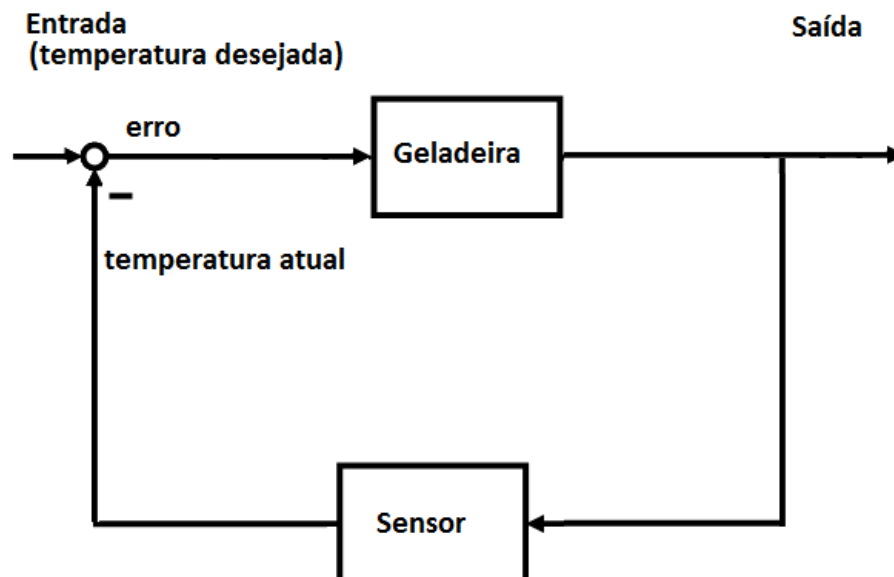 Entrada
(temperatura desejada)
Saída
erro
Geladeira
–
temperatura atual
Sensor